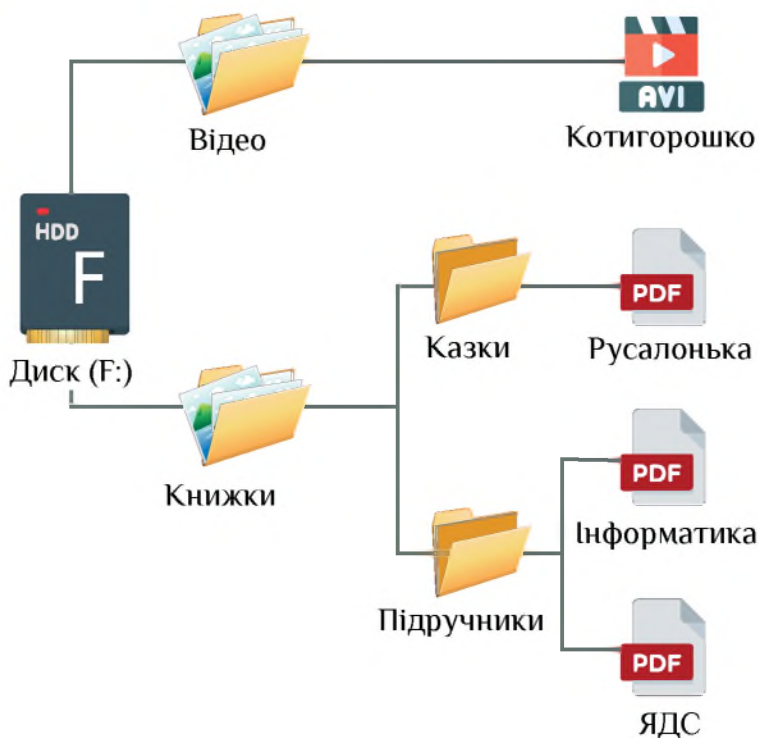 AVI
Відео
Котигорошко
HDD
F
Диск (F:)
PDF
Казки
Русалонька
Книжки
PDF
Інформатика
Підручники
PDF
ЯДС